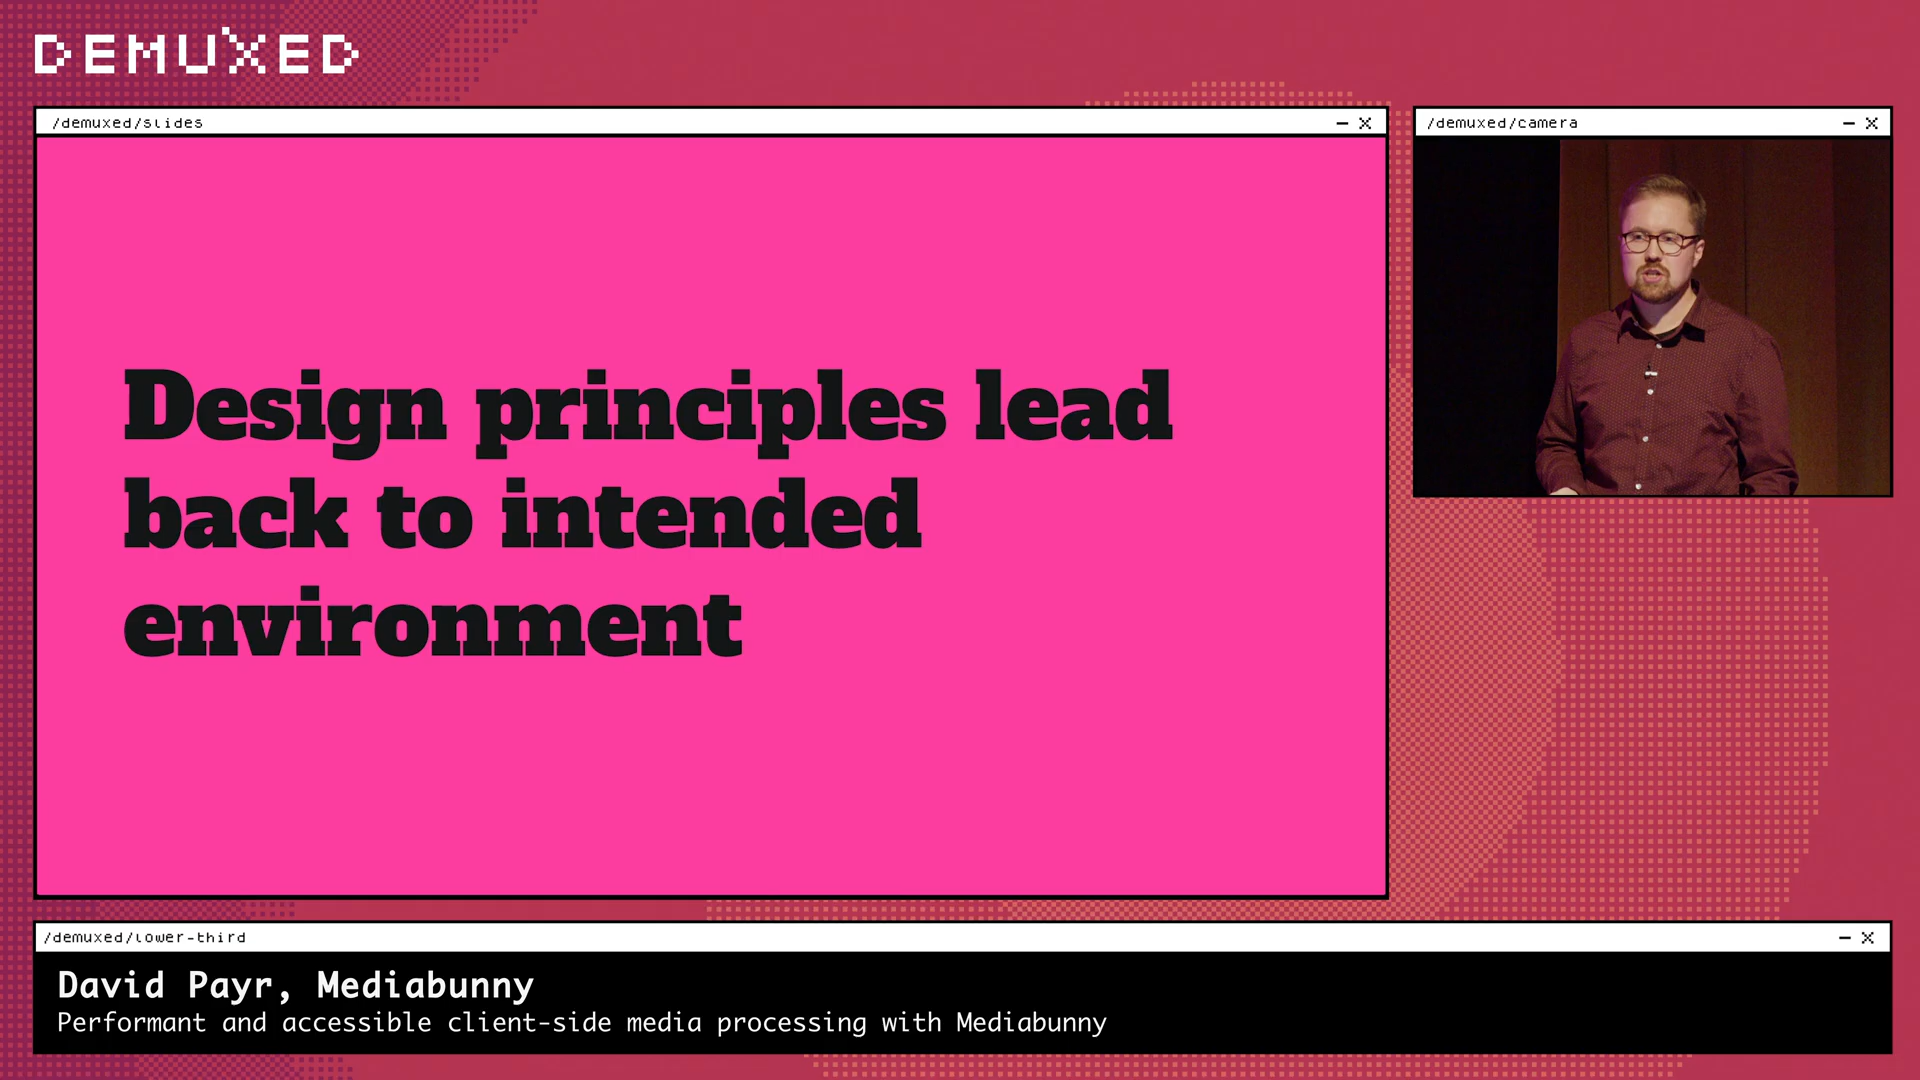 DEMUXED
/demuxed/slides
/demuxed/camera
Design principles lead
back to intended
environment
/demuxed/lower-third
David Payr, Mediabunny
Performant and accessible client-side media processing with Mediabunny